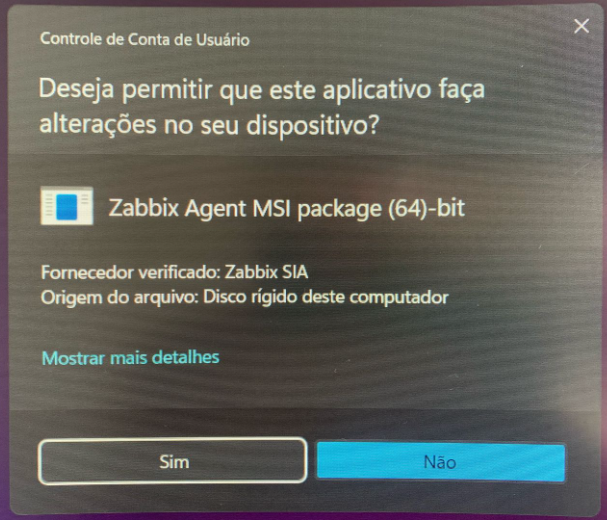 Controle de Conta de Usuário
Deseja permitir que este aplicativo faça
alterações no seu dispositivo?
Zabbix Agent MSI package (64)-bit
Fornecedor verificado: Zabbix SIA
Origem do arquivo: Disco rígido deste computador
Mostrar mais detalhes
Sim
Não